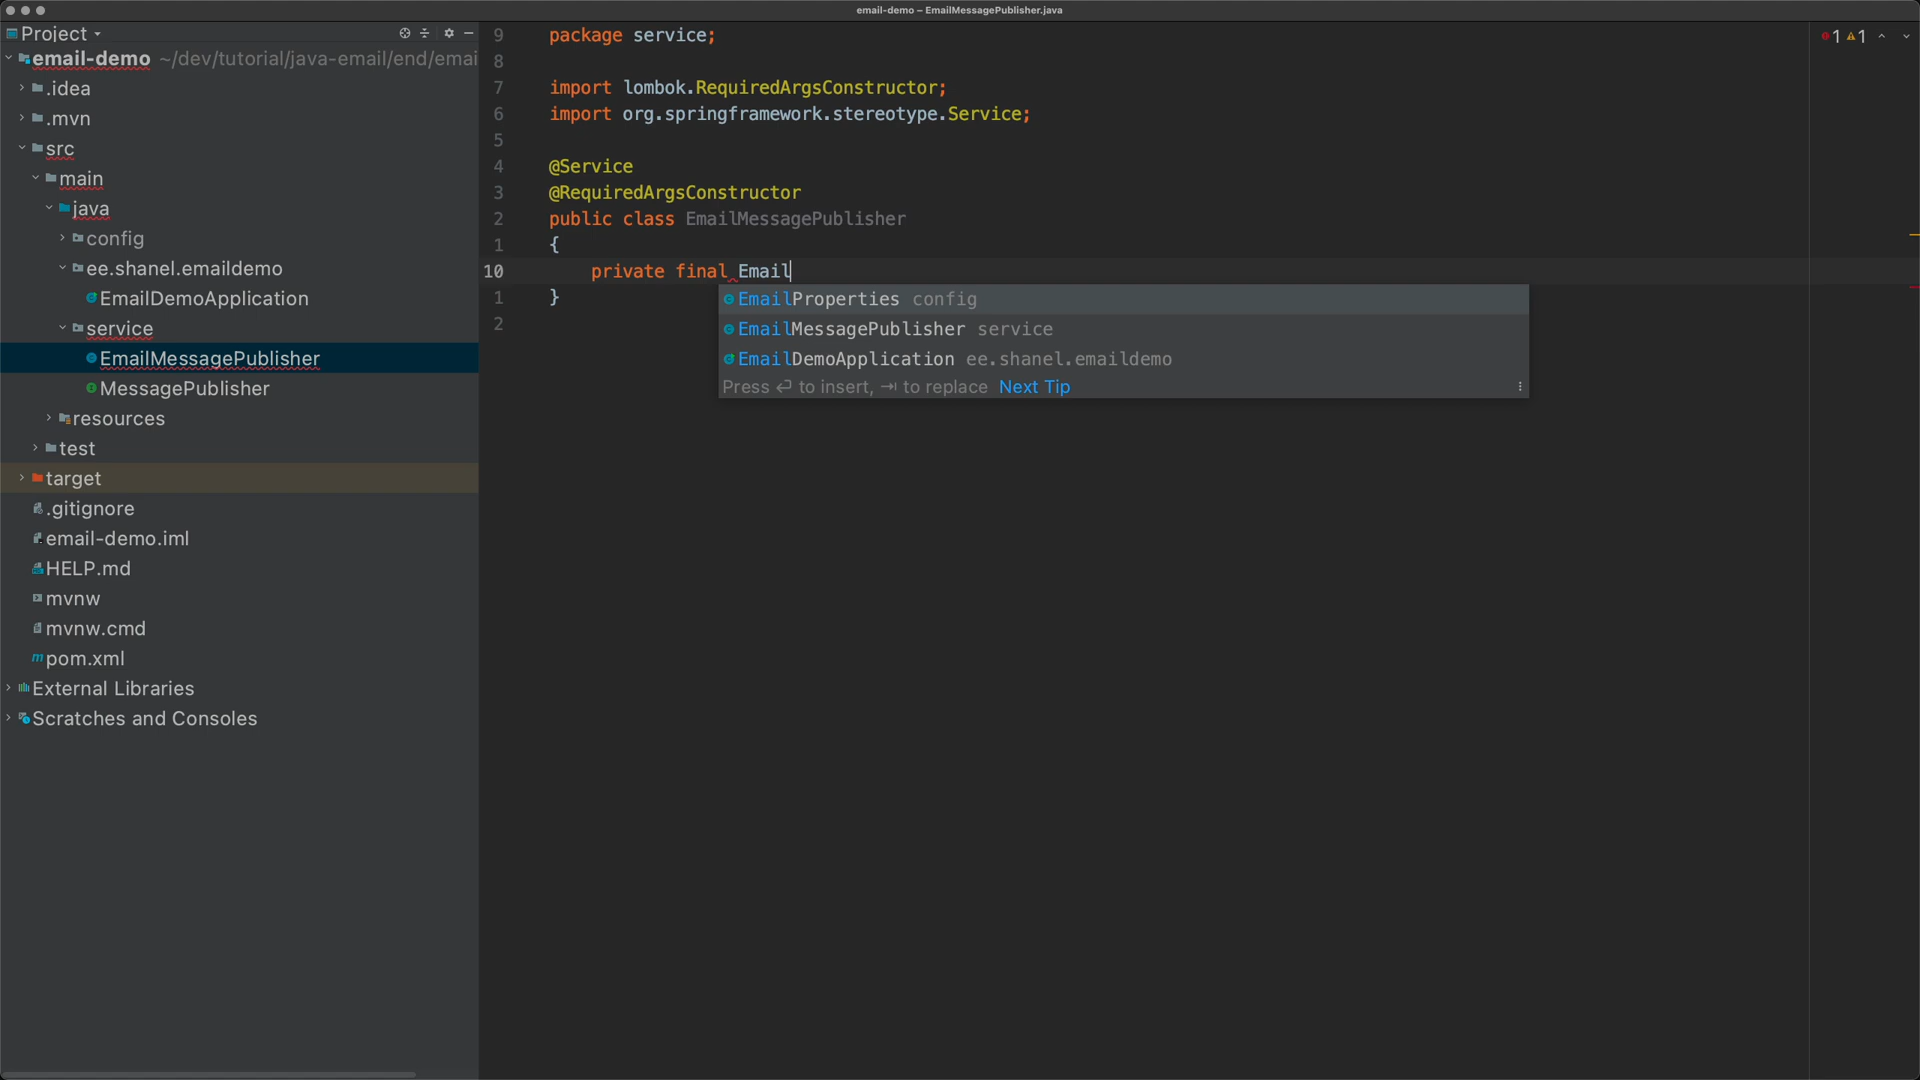 email-demo – EmailMessagePublisher.java
Project
email-demo ~/dev/tutorial/java-email/end/emai
.idea
.mvn
src
main
java
config
ee.shanel.emaildemo
EmailDemoApplication
service
EmailMessagePublisher
MessagePublisher
resources
test
target
.gitignore
email-demo.iml
HELP.md
mvnw
mvnw.cmd
pom.xml
External Libraries
Scratches and Consoles
9 package service;
8
7 import lombok.RequiredArgsConstructor;
6 import org.springframework.stereotype.Service;
5
4 @Service
3 @RequiredArgsConstructor
2 public class EmailMessagePublisher
1 {
10 private final Email
1 }
2
EmailProperties config
EmailMessagePublisher service
EmailDemoApplication ee.shanel.emaildemo
Press ↩ to insert, ⇥ to replace Next Tip
1 1